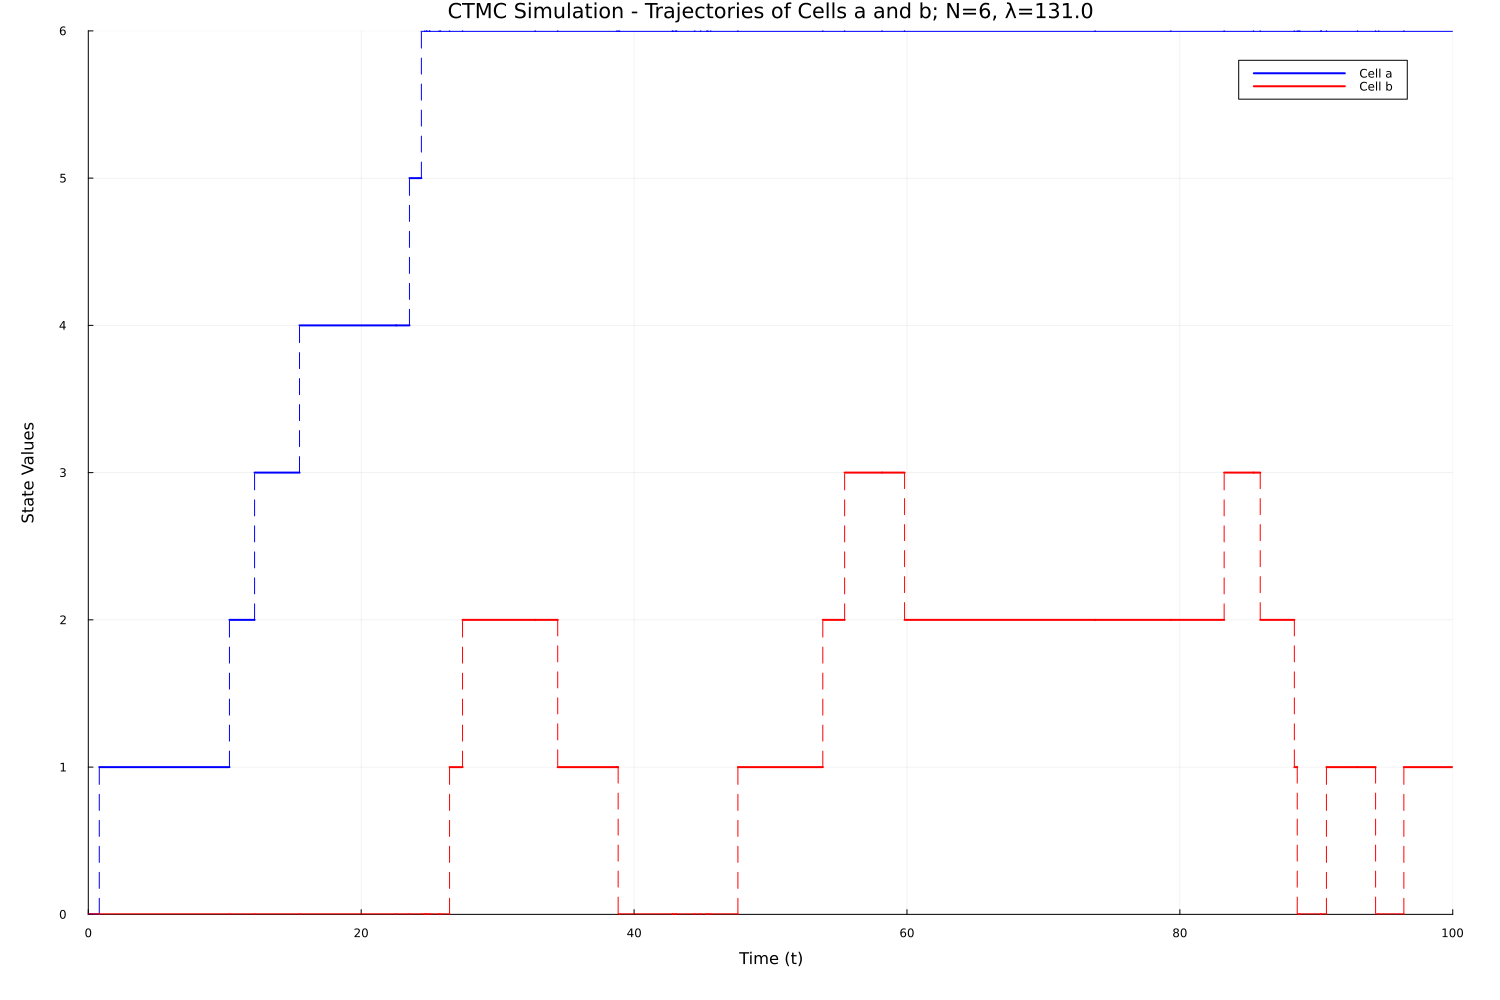 CTMC Simulation - Trajectories of Cells a and b; N=6, λ=131.0
6
Cell a
Cell b
5
4
State Values
3
2
1
0
0 20 40 60 80 100
Time (t)